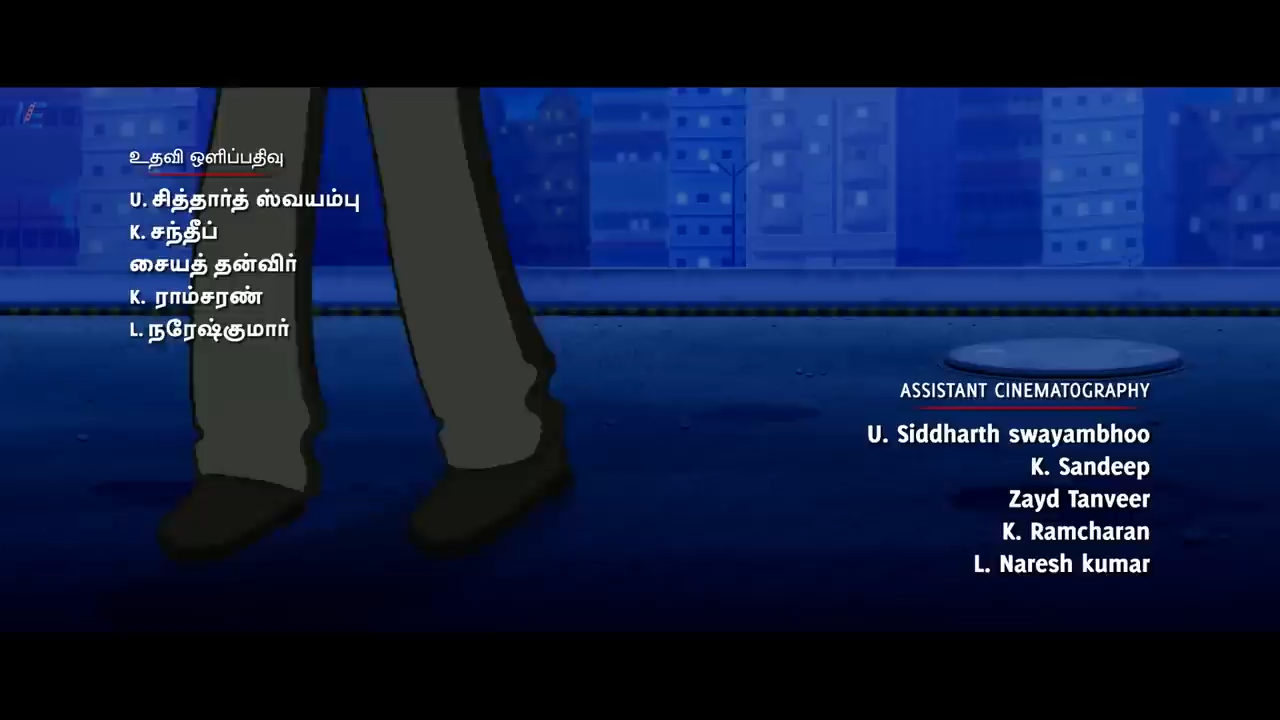 உதவி ஒளிப்பதிவு
U. சித்தார்த் ஸ்வயம்பு
K. சந்தீப்
சையத் தன்விர்
K. ராம்சரண்
L. நரேஷ்குமார்
ASSISTANT CINEMATOGRAPHY
U. Siddharth swayambhoo
K. Sandeep
Zayd Tanveer
K. Ramcharan
L. Naresh kumar